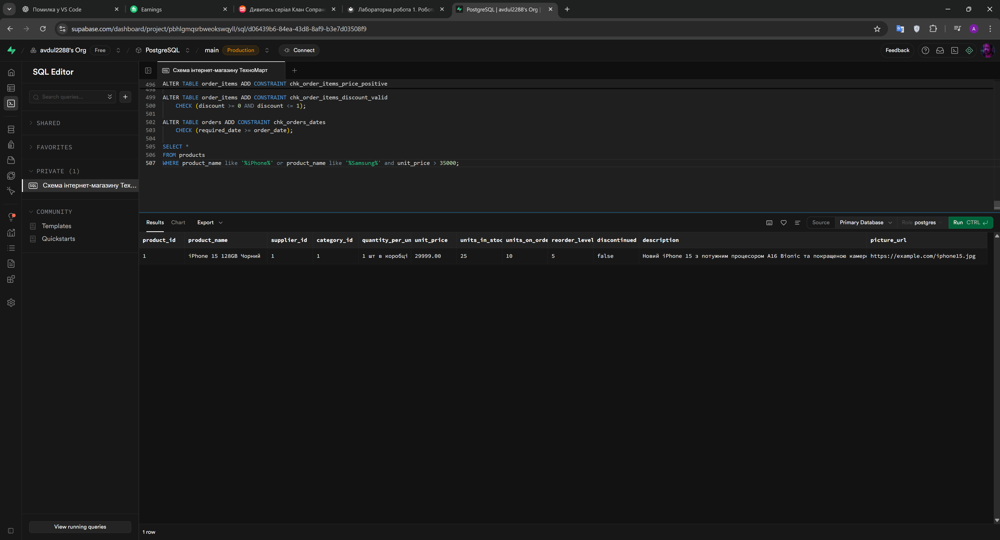 Помилка у VS Code
Earnings
Дивитись серіал Клан Сопран
Лабораторна робота 1. Робот
PostgreSQL | avdul2288's Org |
supabase.com/dashboard/project/pbhlgmqsrbweokswqyll/sql/d06439b6-84ea-43d8-8af9-b3e7d03508f9
A
avdul2288's Org Free / PostgreSQL / main Production Connect
Feedback
SQL Editor
Search queries...
SHARED
FAVORITES
PRIVATE (1)
SQL Схема інтернет-магазину Тех...
COMMUNITY
Templates
Quickstarts
View running queries
SQL Схема інтернет-магазину ТехноМарт
496 ALTER TABLE order_items ADD CONSTRAINT chk_order_items_price_positive
498
499 ALTER TABLE order_items ADD CONSTRAINT chk_order_items_discount_valid
500 CHECK (discount >= 0 AND discount <= 1);
501
502 ALTER TABLE orders ADD CONSTRAINT chk_orders_dates
503 CHECK (required_date >= order_date);
504
505 SELECT *
506 FROM products
507 WHERE product_name like '%iPhone%' or product_name like '%Samsung%' and unit_price > 35000;
Results Chart Export
Source Primary Database Role postgres Run CTRL
product_id product_name supplier_id category_id quantity_per_un unit_price units_in_stoc units_on_orde reorder_level discontinued description picture_url
1 iPhone 15 128GB Чорний 1 1 1 шт в коробці 29999.00 25 10 5 false Новий iPhone 15 з потужним процесором A16 Bionic та покращеною камер https://example.com/iphone15.jpg
1 row